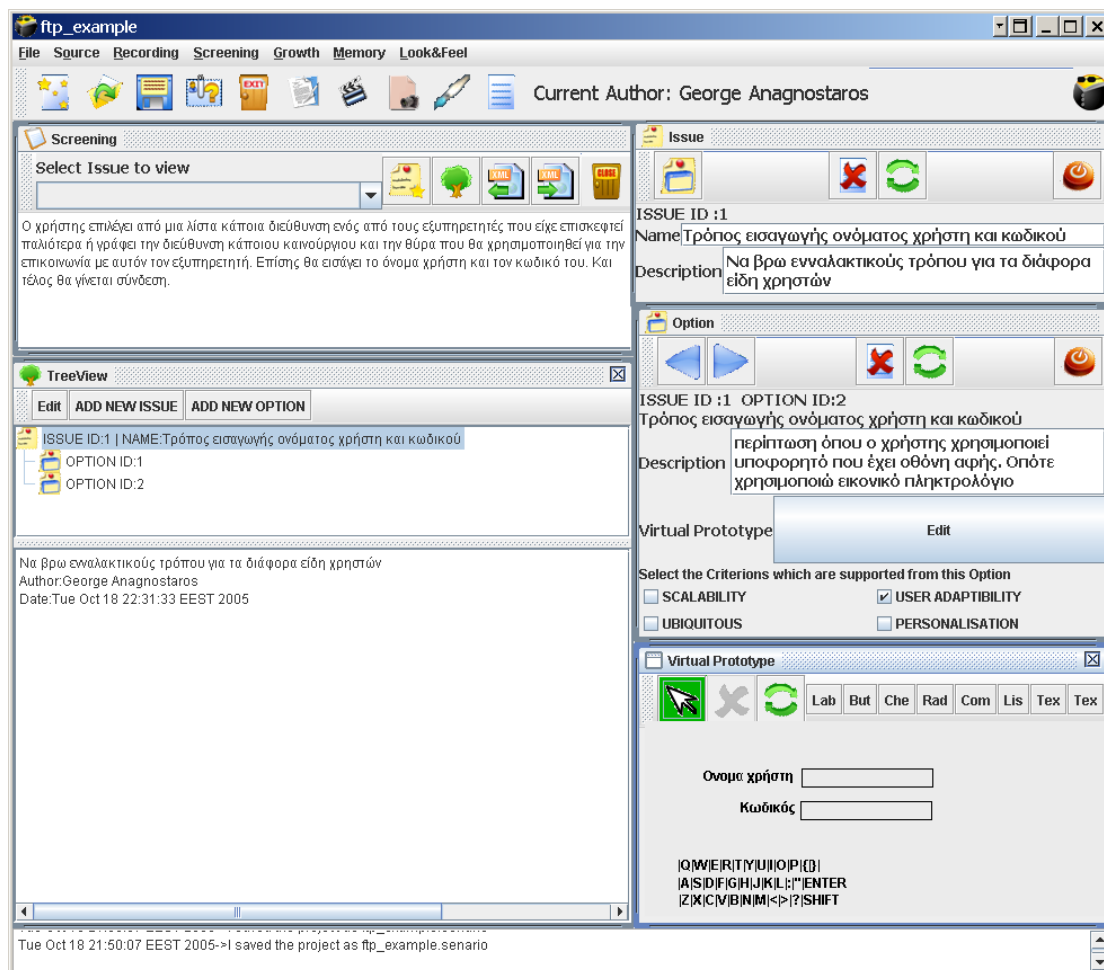 ftp_example
File Source Recording Screening Growth Memory Look&Feel
EXIT
Current Author: George Anagnostaros
Screening
Select Issue to view
XML
XML
CLOSE
Ο χρήστης επιλέγει από μια λίστα κάποια διεύθυνση ενός από τους εξυπηρετητές που είχε επισκεφτεί
παλιότερα ή γράφει την διεύθυνση κάποιου καινούργιου και την θύρα που θα χρησιμοποιηθεί για την
επικοινωνία με αυτόν τον εξυπηρετητή. Επίσης θα εισάγει το όνομα χρήστη και τον κωδικό του. Και
τέλος θα γίνεται σύνδεση.
TreeView
Edit ADD NEW ISSUE ADD NEW OPTION
ISSUE ID:1 | NAME:Τρόπος εισαγωγής ονόματος χρήστη και κωδικού
OPTION ID:1
OPTION ID:2
Να βρω ενναλακτικούς τρόπου για τα διάφορα είδη χρηστών
Author:George Anagnostaros
Date:Tue Oct 18 22:31:33 EEST 2005
Issue
ISSUE ID :1
Name Τρόπος εισαγωγής ονόματος χρήστη και κωδικού
Description Να βρω ενναλακτικούς τρόπου για τα διάφορα
είδη χρηστών
Option
ISSUE ID :1 OPTION ID:2
Τρόπος εισαγωγής ονόματος χρήστη και κωδικού
περίπτωση όπου ο χρήστης χρησιμοποιεί
Description υποφορητό που έχει οθόνη αφής. Οπότε
χρησιμοποιώ εικονικό πληκτρολόγιο
Virtual Prototype Edit
Select the Criterions which are supported from this Option
SCALABILITY USER ADAPTIBILITY
UBIQUITOUS PERSONALISATION
Virtual Prototype
Lab But Che Rad Com Lis Tex Tex
Ονομα χρήστη
Κωδικός
|Q|W|E|R|T|Y|U|I|O|P|{|}|
|A|S|D|F|G|H|J|K|L|:|"|ENTER
|Z|X|C|V|B|N|M|<|>|?|SHIFT
Tue Oct 18 21:50:07 EEST 2005->I saved the project as ftp_example.senario